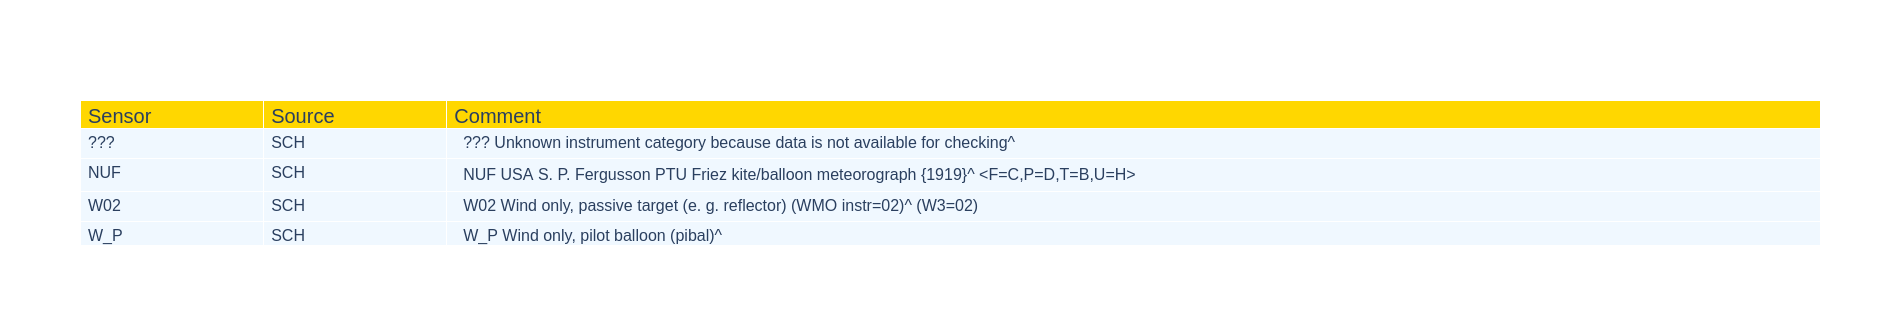 Sensor Source Comment
??? SCH ??? Unknown instrument category because data is not available for checking^
NUF SCH NUF USA S. P. Fergusson PTU Friez kite/balloon meteorograph {1919}^ <F=C,P=D,T=B,U=H>
W02 SCH W02 Wind only, passive target (e. g. reflector) (WMO instr=02)^ (W3=02)
W_P SCH W_P Wind only, pilot balloon (pibal)^